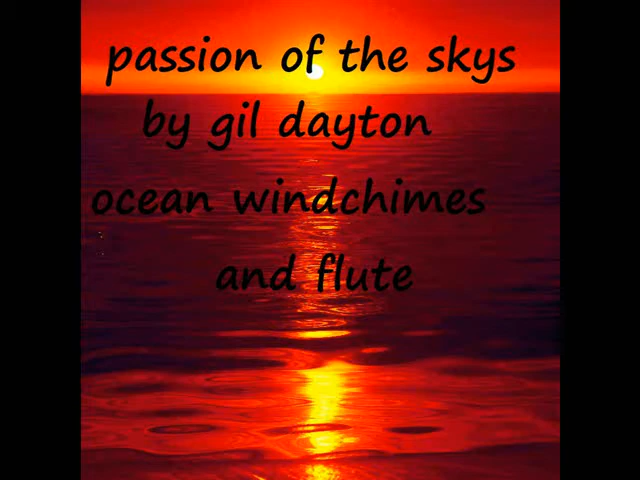 passion of the skys
by gil dayton
ocean windchimes
and flute